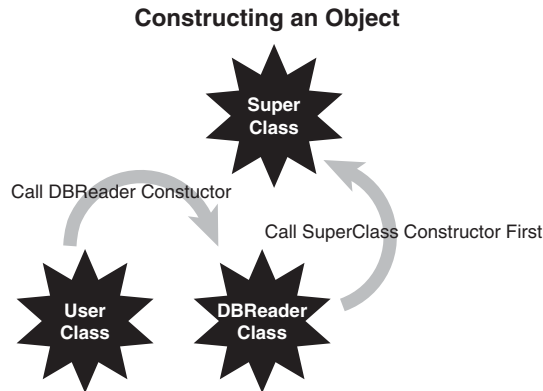 Constructing an Object
Super
Class
Call DBReader Constuctor
Call SuperClass Constructor First
User
Class
DBReader
Class